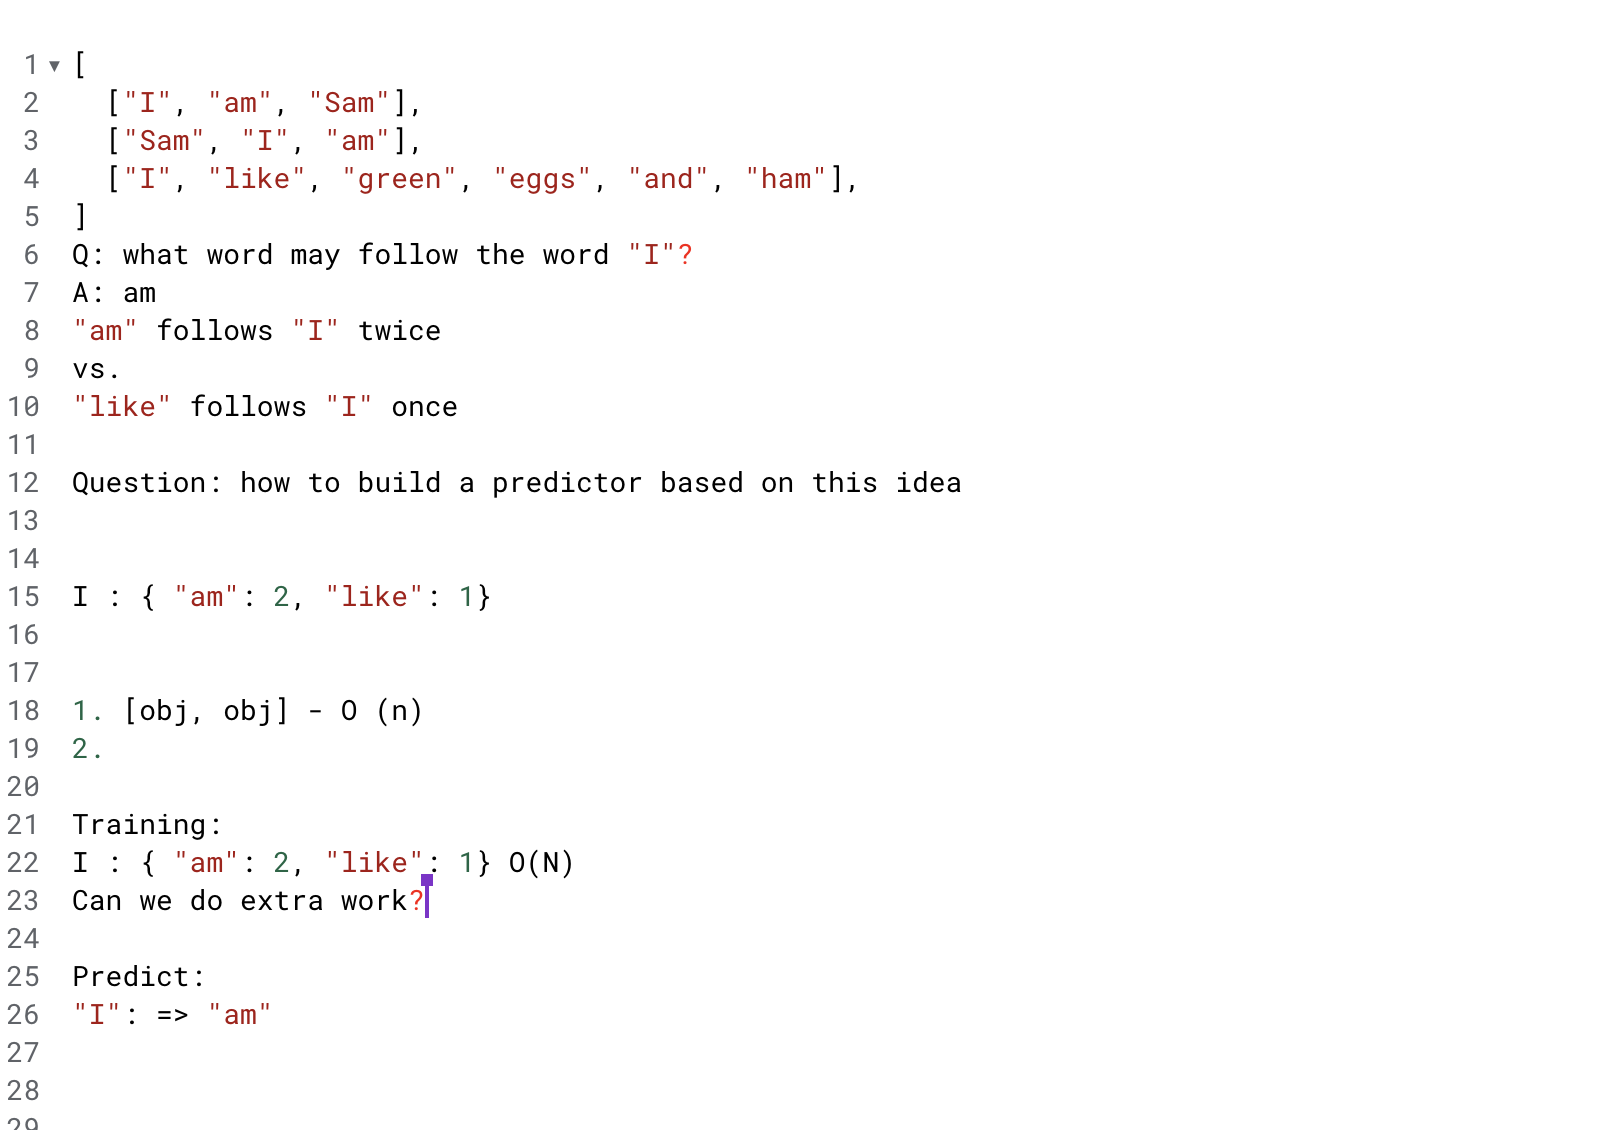 1 ▾ [
2 ["I", "am", "Sam"],
3 ["Sam", "I", "am"],
4 ["I", "like", "green", "eggs", "and", "ham"],
5 ]
6 Q: what word may follow the word "I"?
7 A: am
8 "am" follows "I" twice
9 vs.
10 "like" follows "I" once
11
12 Question: how to build a predictor based on this idea
13
14
15 I : { "am": 2, "like": 1}
16
17
18 1. [obj, obj] - O (n)
19 2.
20
21 Training:
22 I : { "am": 2, "like": 1} O(N)
23 Can we do extra work?
24
25 Predict:
26 "I": => "am"
27
28
29